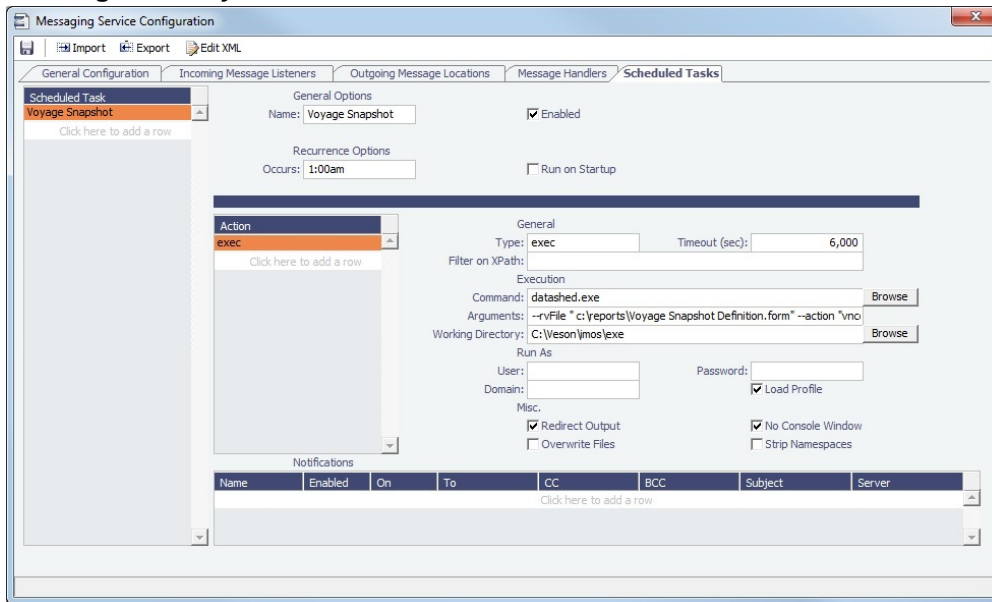 Messaging Service Configuration
Import Export Edit XML
General Configuration Incoming Message Listeners Outgoing Message Locations Message Handlers Scheduled Tasks
Scheduled Task
Voyage Snapshot
Click here to add a row
General Options
Name: Voyage Snapshot Enabled
Recurrence Options
Occurs: 1:00am Run on Startup
Action
exec
Click here to add a row
General
Type: exec Timeout (sec): 6,000
Filter on XPath:
Execution
Command: datashed.exe Browse
Arguments: --rvFile " c:\reports\Voyage Snapshot Definition.form" --action "vnc
Working Directory: C:\Veson\imos\exe Browse
Run As
User: Password:
Domain: Load Profile
Misc.
Redirect Output No Console Window
Overwrite Files Strip Namespaces
Notifications
Name Enabled On To CC BCC Subject Server
Click here to add a row